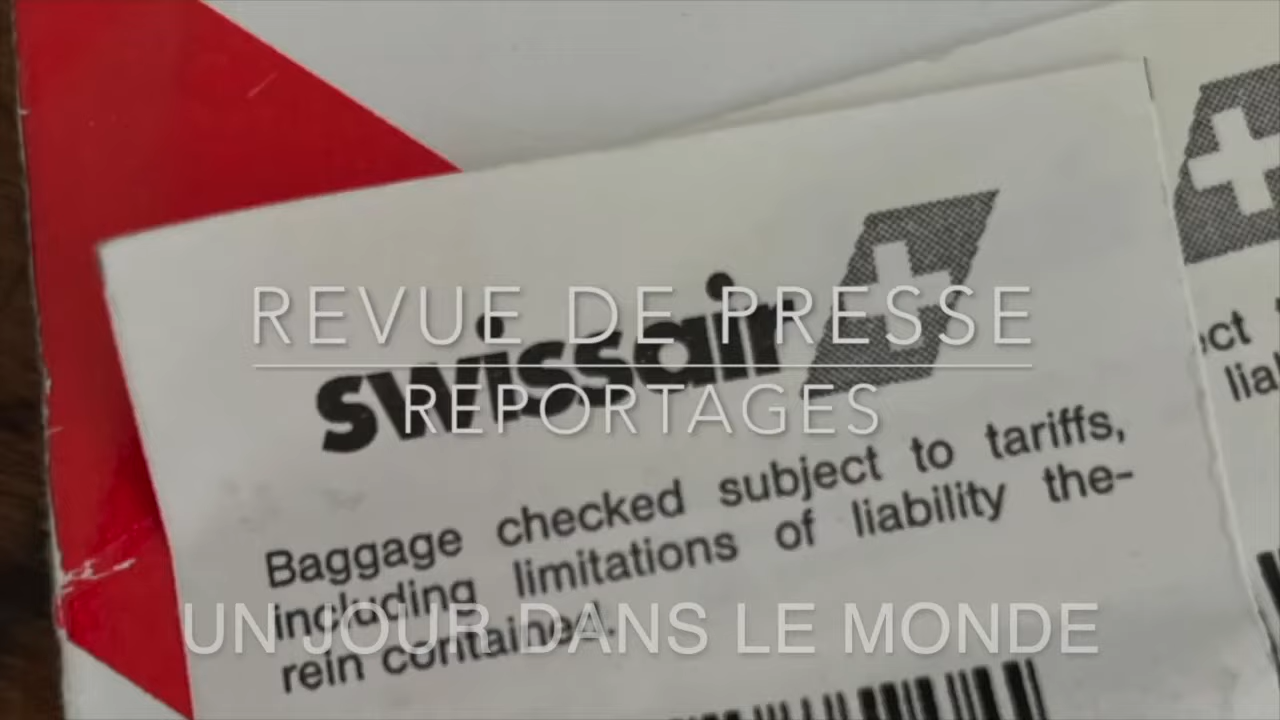 REVUE DE PRESSE
swissair
REPORTAGES
Baggage checked subject to tariffs,
including limitations of liability the-
rein contained.
UN JOUR DANS LE MONDE
ct
lia